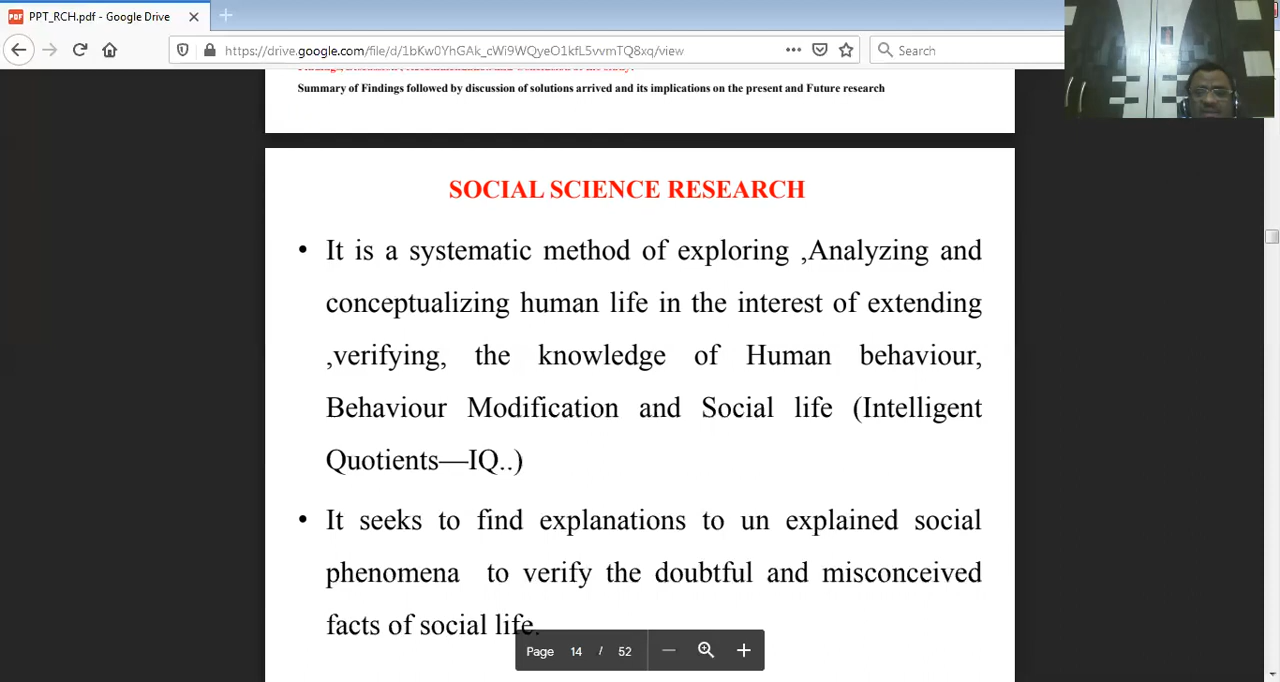 PPT_RCH.pdf - Google Drive
https://drive.google.com/file/d/1bKw0YhGAk_cWi9WQyeO1kfL5vvmTQ8xq/view
Search
Summary of Findings followed by discussion of solutions arrived and its implications on the present and Future research
SOCIAL SCIENCE RESEARCH
• It is a systematic method of exploring ,Analyzing and
conceptualizing human life in the interest of extending
,verifying, the knowledge of Human behaviour,
Behaviour Modification and Social life (Intelligent
Quotients—IQ..)
• It seeks to find explanations to un explained social
phenomena to verify the doubtful and misconceived
facts of social life.
Page 14 / 52